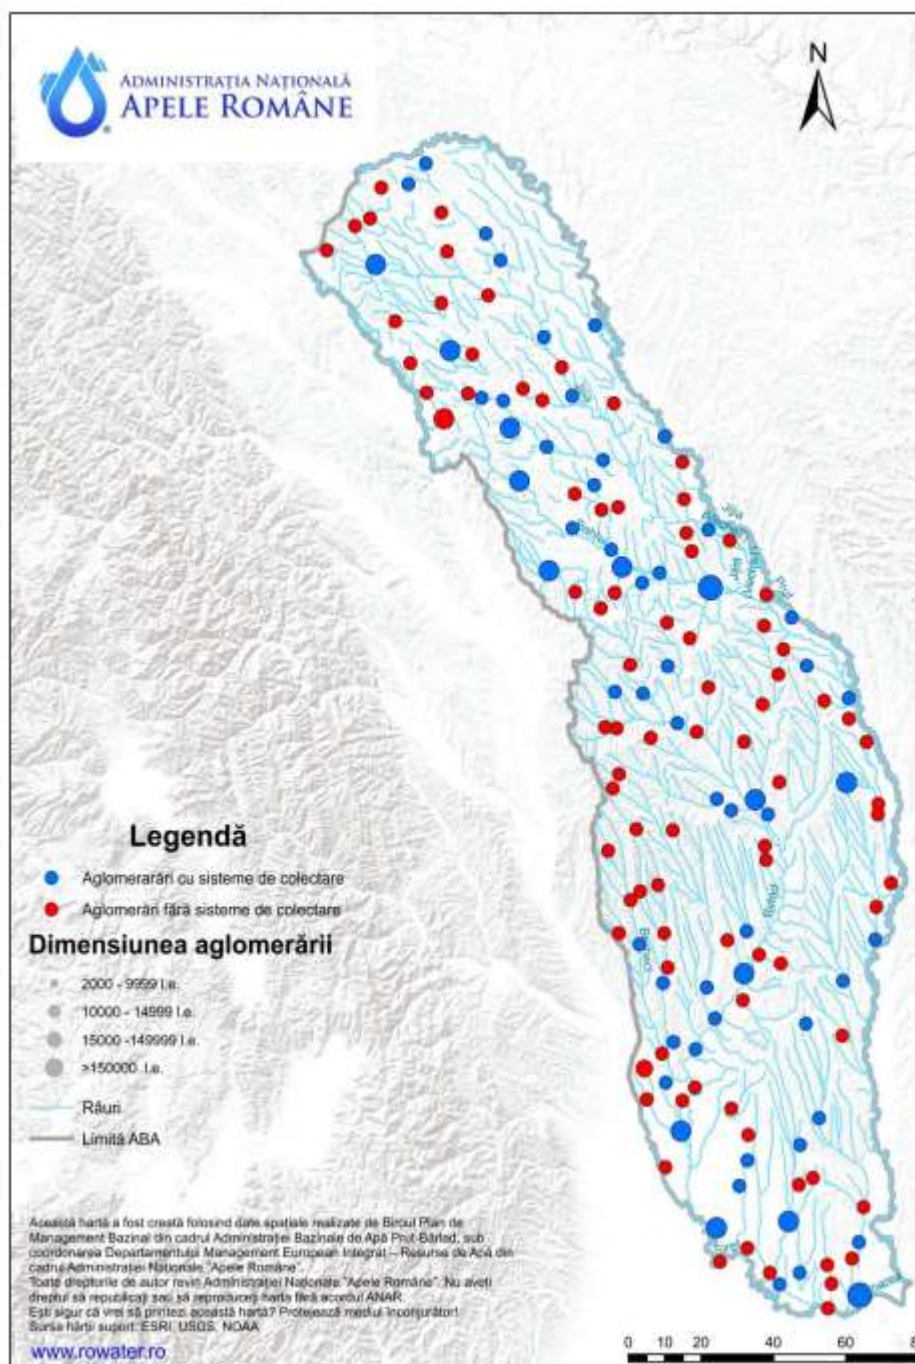 N
ADMINISTRAȚIA NAȚIONALĂ
APELE ROMÂNE
Jijia
Prut
Bârlad
Legendă
Aglomerarări cu sisteme de colectare
Aglomerări fără sisteme de colectare
Dimensiunea aglomerării
2000 - 9999 l.e.
10000 - 14999 l.e.
15000 -149999 l.e.
≥150000 l.e.
Râuri
Limită ABA
Această hartă a fost creată folosind date spațiale realizate de Biroul Plan de
Management Bazinal din cadrul Administrației Bazinale de Apă Prut-Bârlad, sub
coordonarea Departamentului Management European Integrat – Resurse de Apă din
cadrul Administrației Naționale "Apele Române".
Toate drepturile de autor revin Administrației Naționale "Apele Române". Nu aveți
dreptul să republicați sau să reproduceți harta fără acordul ANAR.
Ești sigur că vrei să printezi această hartă? Protejează mediul înconjurător!
Sursa hărții suport: ESRI, USGS, NOAA
www.rowater.ro
0 10 20 40 60